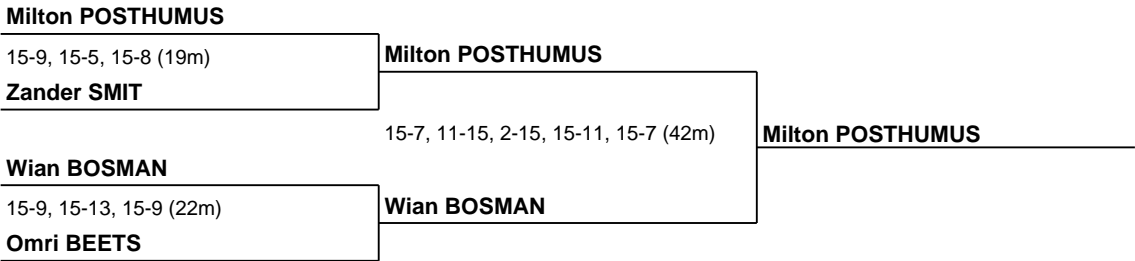 Milton POSTHUMUS
15-9, 15-5, 15-8 (19m)
Milton POSTHUMUS
Zander SMIT
15-7, 11-15, 2-15, 15-11, 15-7 (42m)
Milton POSTHUMUS
Wian BOSMAN
15-9, 15-13, 15-9 (22m)
Wian BOSMAN
Omri BEETS